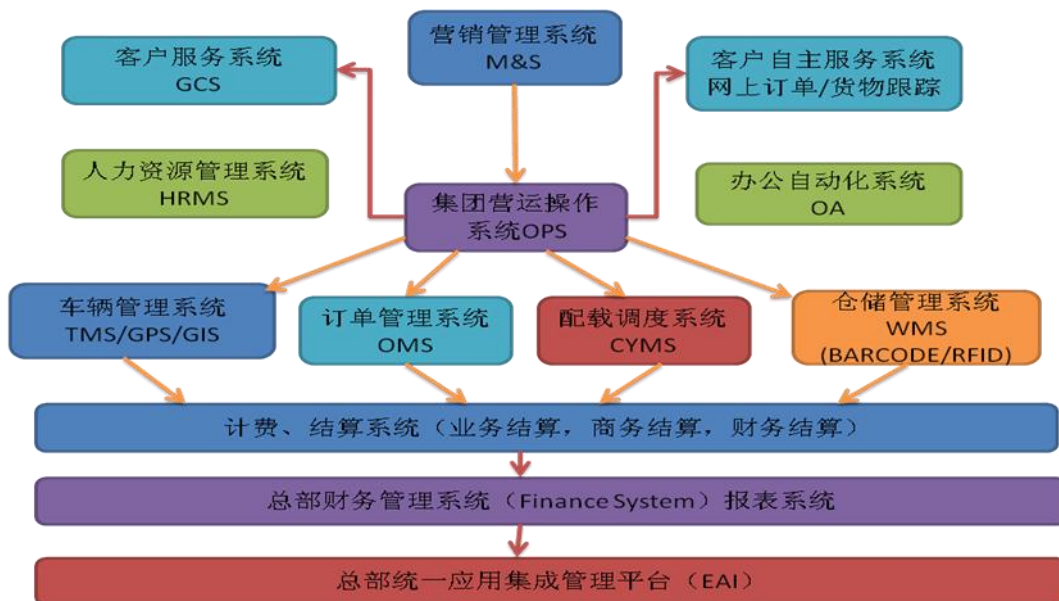 营销管理系统
M&S
客户服务系统
GCS
客户自主服务系统
网上订单/货物跟踪
人力资源管理系统
HRMS
集团营运操作
系统OPS
办公自动化系统
OA
车辆管理系统
TMS/GPS/GIS
订单管理系统
OMS
配载调度系统
CYMS
仓储管理系统
WMS
(BARCODE/RFID)
计费、结算系统（业务结算，商务结算，财务结算）
总部财务管理系统（Finance System）报表系统
总部统一应用集成管理平台（EAI）